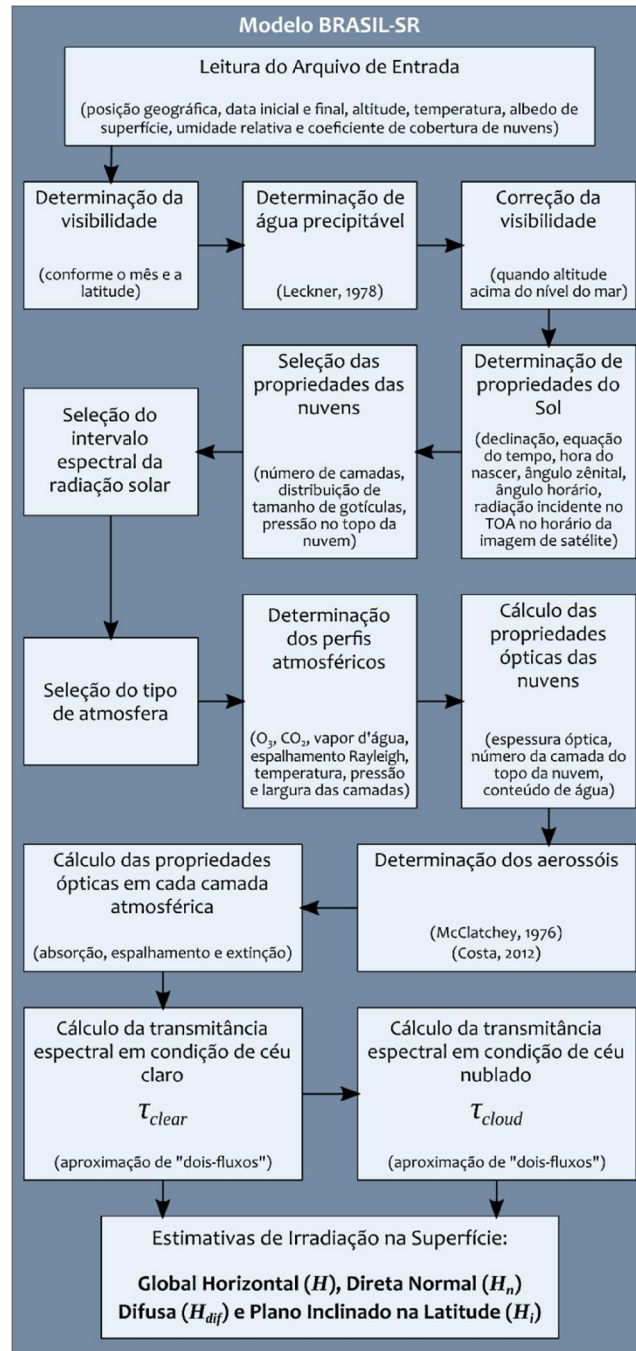 Modelo BRASIL-SR
Leitura do Arquivo de Entrada
(posição geográfica, data inicial e final, altitude, temperatura, albedo de
superfície, umidade relativa e coeficiente de cobertura de nuvens)
Determinação da
visibilidade
(conforme o mês e a
latitude)
Determinação de
água precipitável
(Leckner, 1978)
Correção da
visibilidade
(quando altitude
acima do nível do mar)
Determinação de
propriedades do
Sol
(declinação, equação
do tempo, hora do
nascer, ângulo zênital,
ângulo horário,
radiação incidente no
TOA no horário da
imagem de satélite)
Seleção das
propriedades das
nuvens
(número de camadas,
distribuição de
tamanho de gotículas,
pressão no topo da
nuvem)
Seleção do
intervalo
espectral da
radiação solar
Seleção do tipo
de atmosfera
Determinação
dos perfis
atmosféricos
(O₃, CO₂, vapor d'água,
espalhamento Rayleigh,
temperatura, pressão
e largura das camadas)
Cálculo das
propriedades
ópticas das
nuvens
(espessura óptica,
número da camada do
topo da nuvem,
conteúdo de água)
Determinação dos aerossóis
(McClatchey, 1976)
(Costa, 2012)
Cálculo das propriedades
ópticas em cada camada
atmosférica
(absorção, espalhamento e extinção)
Cálculo da transmitância
espectral em condição de céu
claro
τ_clear
(aproximação de "dois-fluxos")
Cálculo da transmitância
espectral em condição de céu
nublado
τ_cloud
(aproximação de "dois-fluxos")
Estimativas de Irradiação na Superfície:
Global Horizontal (H), Direta Normal (H_n)
Difusa (H_dif) e Plano Inclinado na Latitude (H_i)